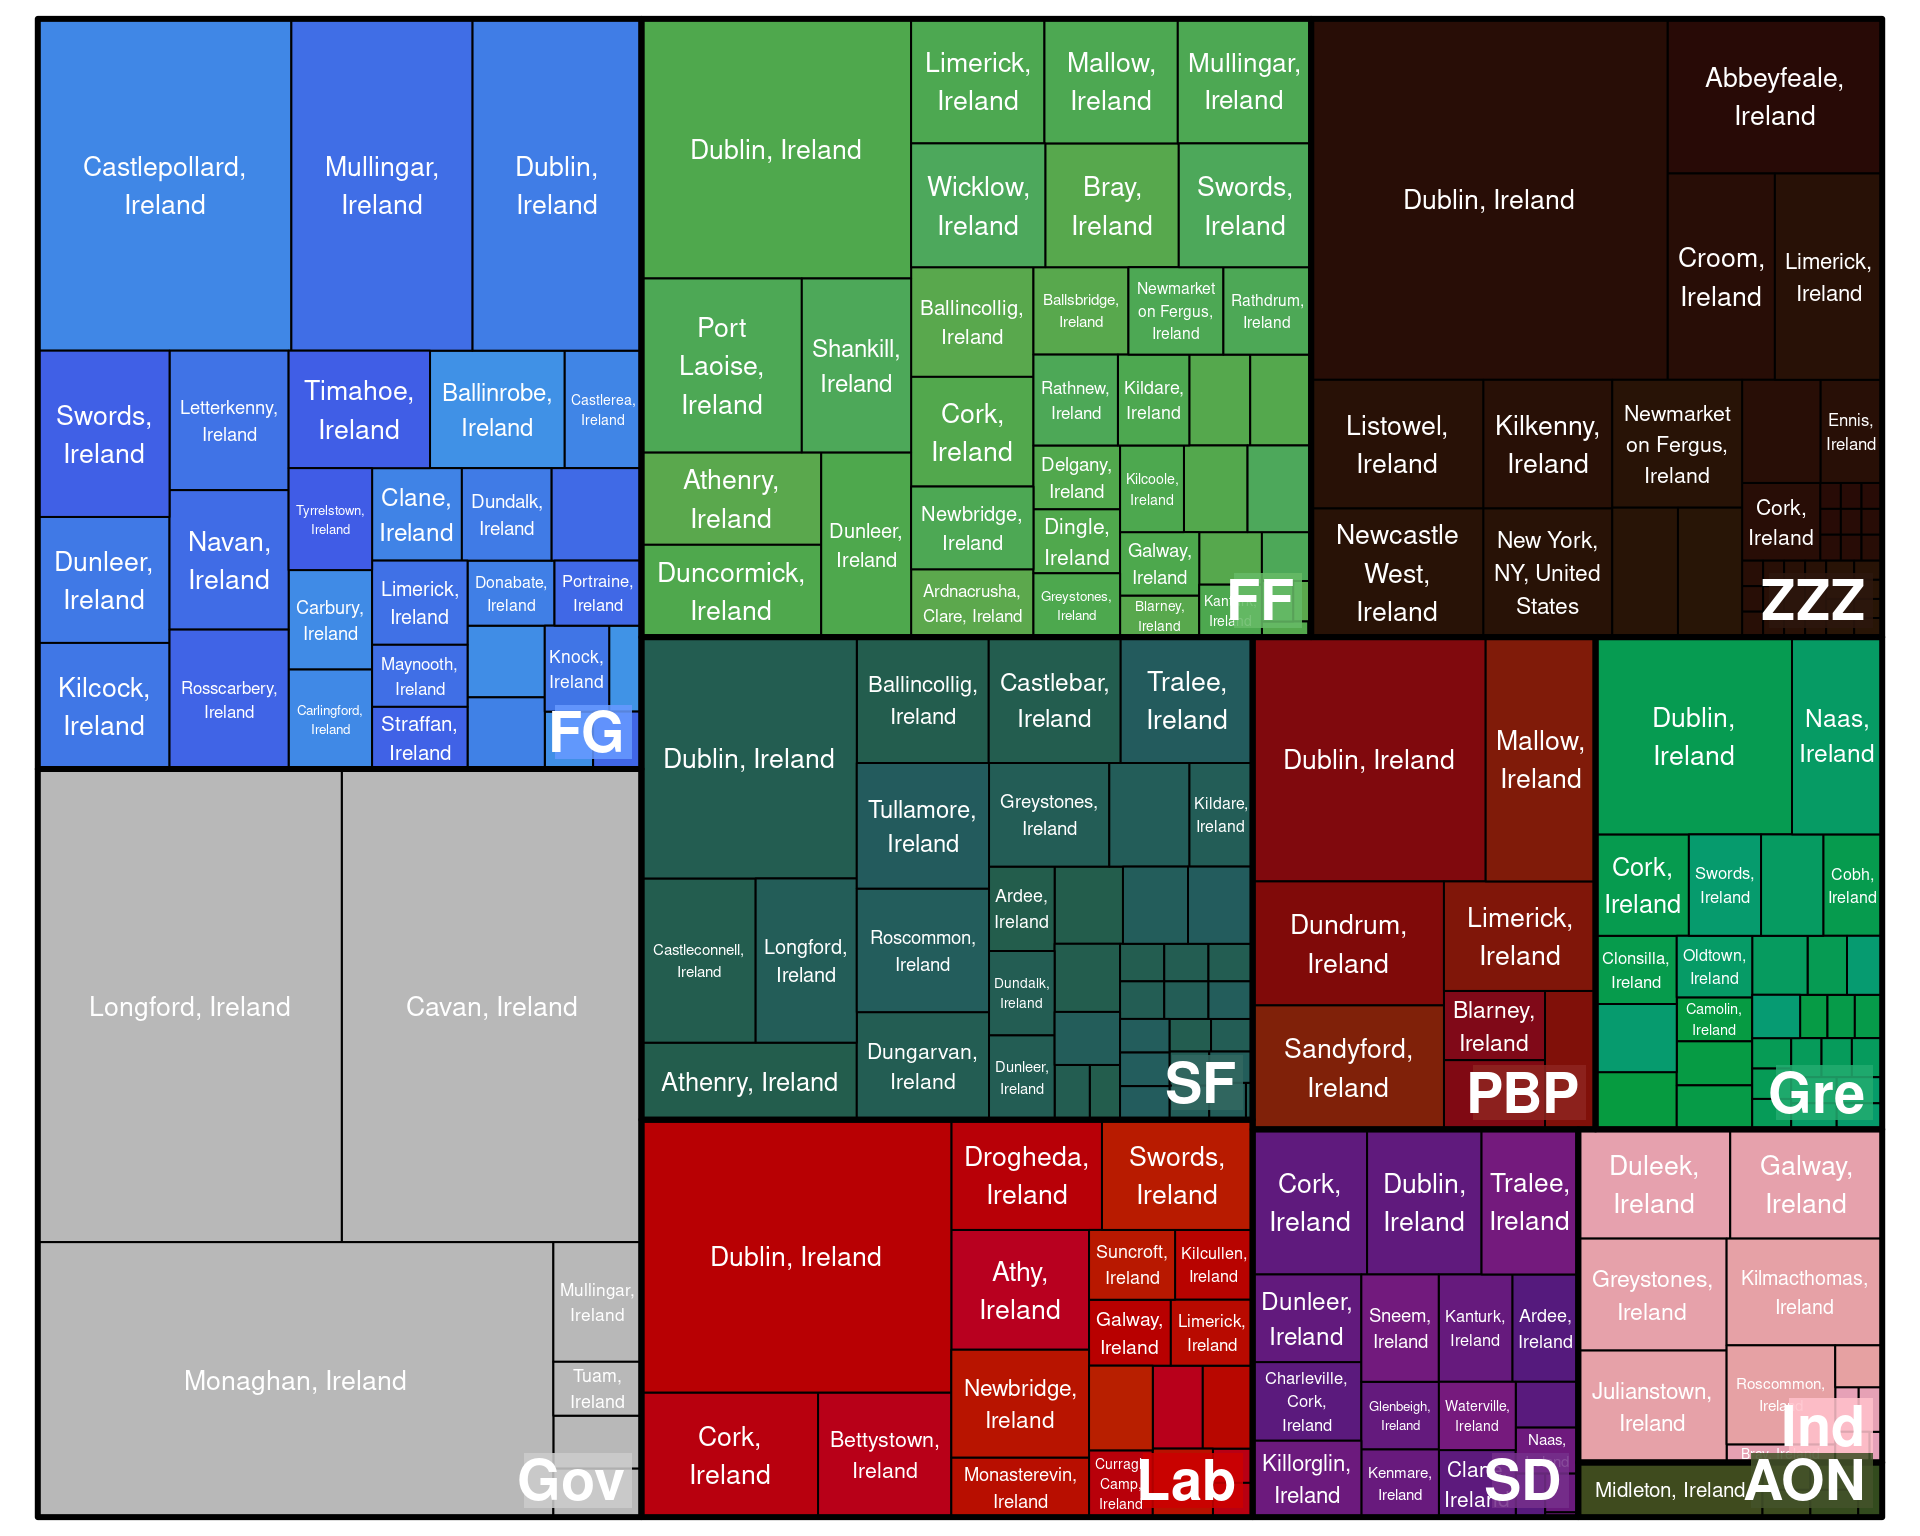 Castlepollard,
Ireland
Mullingar,
Ireland
Dublin,
Ireland
Swords,
Ireland
Letterkenny,
Ireland
Timahoe,
Ireland
Ballinrobe,
Ireland
Castlerea,
Ireland
Dunleer,
Ireland
Navan,
Ireland
Tyrrelstown,
Ireland
Clane,
Ireland
Dundalk,
Ireland
Carbury,
Ireland
Limerick,
Ireland
Donabate,
Ireland
Portraine,
Ireland
Kilcock,
Ireland
Rosscarbery,
Ireland
Carlingford,
Ireland
Maynooth,
Ireland
Straffan,
Ireland
Knock,
Ireland
FG
Longford, Ireland
Cavan, Ireland
Monaghan, Ireland
Mullingar,
Ireland
Tuam,
Ireland
Gov
Dublin, Ireland
Limerick,
Ireland
Mallow,
Ireland
Mullingar,
Ireland
Wicklow,
Ireland
Bray,
Ireland
Swords,
Ireland
Port
Laoise,
Ireland
Shankill,
Ireland
Ballincollig,
Ireland
Ballsbridge,
Ireland
Newmarket
on Fergus,
Ireland
Rathdrum,
Ireland
Cork,
Ireland
Rathnew,
Ireland
Kildare,
Ireland
Athenry,
Ireland
Dunleer,
Ireland
Duncormick,
Ireland
Newbridge,
Ireland
Delgany,
Ireland
Kilcoole,
Ireland
Dingle,
Ireland
Galway,
Ireland
Ardnacrusha,
Clare, Ireland
Greystones,
Ireland
Blarney,
Ireland
FF
Dublin, Ireland
Abbeyfeale,
Ireland
Croom,
Ireland
Limerick,
Ireland
Listowel,
Ireland
Kilkenny,
Ireland
Newmarket
on Fergus,
Ireland
Ennis,
Ireland
Newcastle
West,
Ireland
New York,
NY, United
States
Cork,
Ireland
ZZZ
Dublin, Ireland
Ballincollig,
Ireland
Castlebar,
Ireland
Tralee,
Ireland
Tullamore,
Ireland
Greystones,
Ireland
Kildare,
Ireland
Castleconnell,
Ireland
Longford,
Ireland
Roscommon,
Ireland
Ardee,
Ireland
Dundalk,
Ireland
Athenry, Ireland
Dungarvan,
Ireland
Dunleer,
Ireland
SF
Dublin, Ireland
Mallow,
Ireland
Dundrum,
Ireland
Limerick,
Ireland
Sandyford,
Ireland
Blarney,
Ireland
PBP
Dublin,
Ireland
Naas,
Ireland
Cork,
Ireland
Swords,
Ireland
Cobh,
Ireland
Clonsilla,
Ireland
Oldtown,
Ireland
Camolin,
Ireland
Gre
Dublin, Ireland
Drogheda,
Ireland
Swords,
Ireland
Athy,
Ireland
Suncroft,
Ireland
Kilcullen,
Ireland
Galway,
Ireland
Limerick,
Ireland
Cork,
Ireland
Bettystown,
Ireland
Newbridge,
Ireland
Monasterevin,
Ireland
Curragh
Camp,
Ireland
Lab
Cork,
Ireland
Dublin,
Ireland
Tralee,
Ireland
Dunleer,
Ireland
Sneem,
Ireland
Kanturk,
Ireland
Ardee,
Ireland
Charleville,
Cork,
Ireland
Glenbeigh,
Ireland
Waterville,
Ireland
Naas,
Killorglin,
Ireland
Kenmare,
Ireland
Clane,
Ireland
SD
Duleek,
Ireland
Galway,
Ireland
Greystones,
Ireland
Kilmacthomas,
Ireland
Julianstown,
Ireland
Roscommon,
Ireland
Ind
Midleton, Ireland
AON